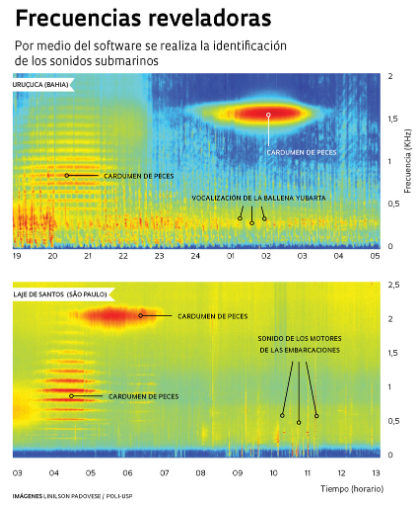 Frecuencias reveladoras
Por medio del software se realiza la identificación
de los sonidos submarinos
URUÇUCA (BAHIA)
2
1,5
1
0,5
0
Frecuencia (KHz)
CARDUMEN DE PECES
CARDUMEN DE PECES
VOCALIZACIÓN DE LA BALLENA YUBARTA
19 20 21 22 23 24 01 02 03 04 05
LAJE DE SANTOS (SÃO PAULO)
2,5
2
1,5
1
0,5
0
CARDUMEN DE PECES
SONIDO DE LOS MOTORES
DE LAS EMBARCACIONES
CARDUMEN DE PECES
03 04 05 06 07 08 09 10 11 12 13
Tiempo (horario)
IMÁGENES LINILSON PADOVESE / POLI-USP